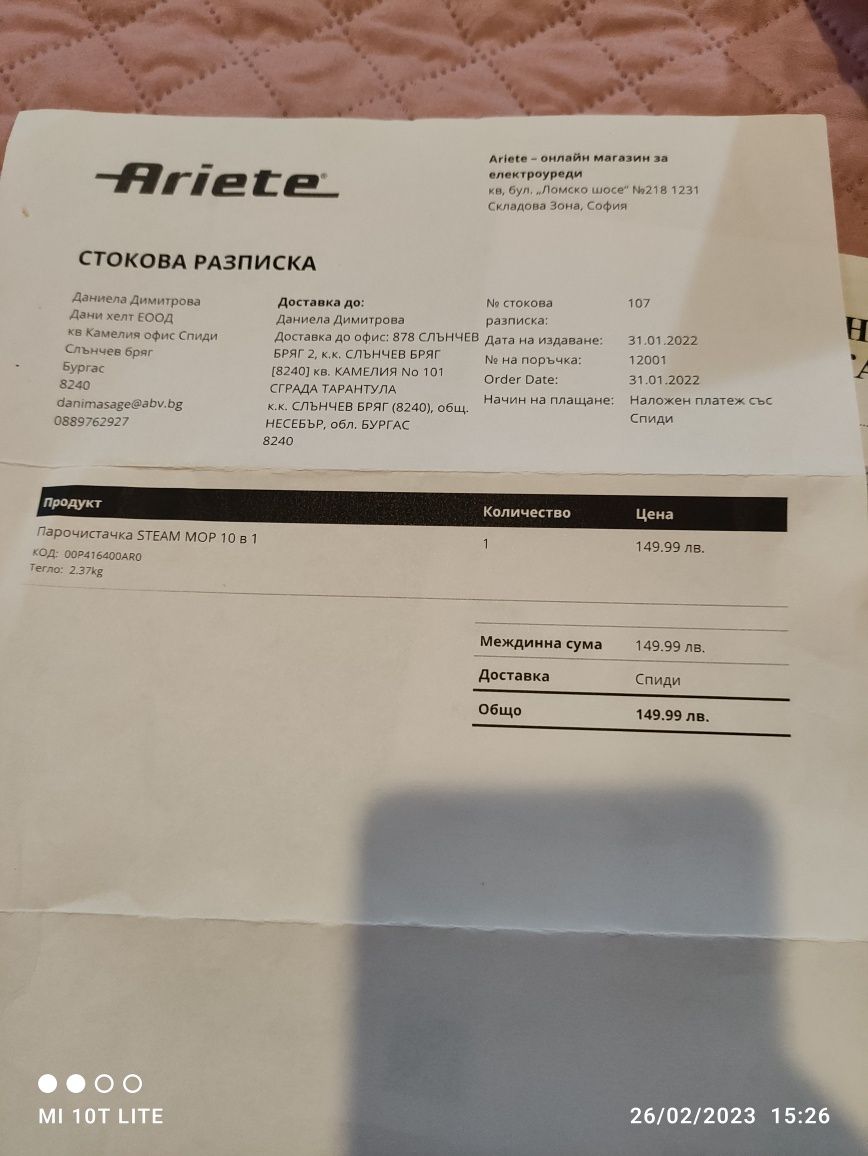 Ariete
Ariete – онлайн магазин за
електроуреди
кв, бул. „Ломско шосе“ №218 1231
Складова Зона, София
СТОКОВА РАЗПИСКА
Даниела Димитрова
Дани хелт ЕООД
кв Камелия офис Спиди
Слънчев бряг
Бургас
8240
danimasage@abv.bg
0889762927
Доставка до:
Даниела Димитрова
Доставка до офис: 878 СЛЪНЧЕВ
БРЯГ 2, к.к. СЛЪНЧЕВ БРЯГ
[8240] кв. КАМЕЛИЯ No 101
СГРАДА ТАРАНТУЛА
к.к. СЛЪНЧЕВ БРЯГ (8240), общ.
НЕСЕБЪР, обл. БУРГАС
8240
№ стокова 107
разписка:
Дата на издаване: 31.01.2022
№ на поръчка: 12001
Order Date: 31.01.2022
Начин на плащане: Наложен платеж със
Спиди
Продукт Количество Цена
Парочистачка STEAM MOP 10 в 1 1 149.99 лв.
КОД: 00P416400AR0
Тегло: 2.37kg
Междинна сума 149.99 лв.
Доставка Спиди
Общо 149.99 лв.
MI 10T LITE
26/02/2023 15:26